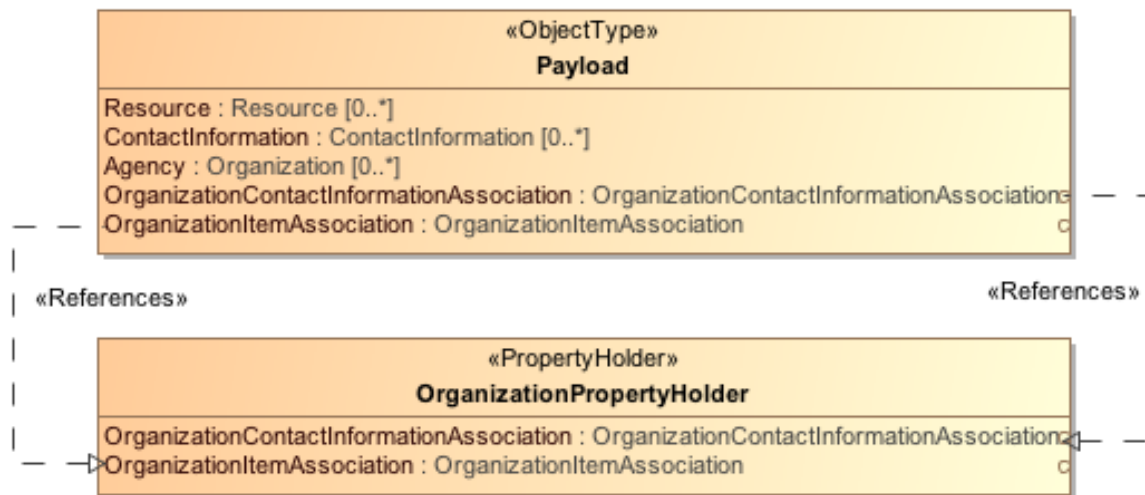 «ObjectType»
Payload
Resource : Resource [0..*]
ContactInformation : ContactInformation [0..*]
Agency : Organization [0..*]
OrganizationContactInformationAssociation : OrganizationContactInformationAssociation
OrganizationItemAssociation : OrganizationItemAssociation
«References»
«References»
«PropertyHolder»
OrganizationPropertyHolder
OrganizationContactInformationAssociation : OrganizationContactInformationAssociation
OrganizationItemAssociation : OrganizationItemAssociation